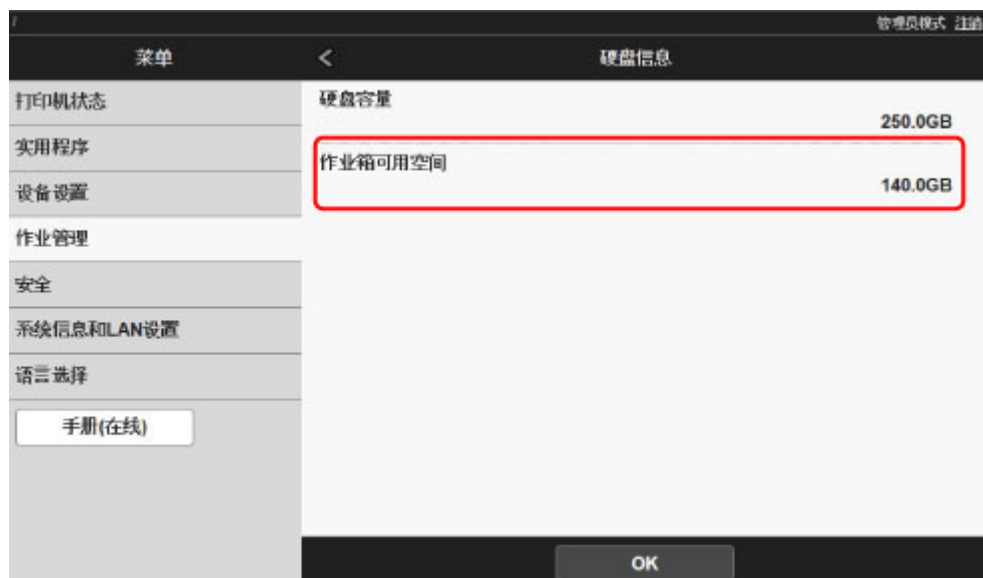 /
管理员模式 注销
菜单
< 硬盘信息
打印机状态
实用程序
设备设置
作业管理
安全
系统信息和LAN设置
语言选择
手册(在线)
硬盘容量
250.0GB
作业箱可用空间
140.0GB
OK